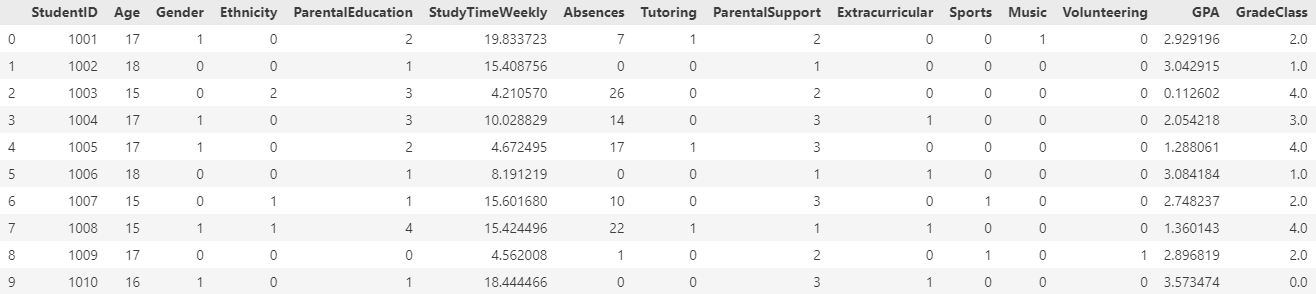 StudentID Age Gender Ethnicity ParentalEducation StudyTimeWeekly Absences Tutoring ParentalSupport Extracurricular Sports Music Volunteering GPA GradeClass
0 1001 17 1 0 2 19.833723 7 1 2 0 0 1 0 2.929196 2.0
1 1002 18 0 0 1 15.408756 0 0 1 0 0 0 0 3.042915 1.0
2 1003 15 0 2 3 4.210570 26 0 2 0 0 0 0 0.112602 4.0
3 1004 17 1 0 3 10.028829 14 0 3 1 0 0 0 2.054218 3.0
4 1005 17 1 0 2 4.672495 17 1 3 0 0 0 0 1.288061 4.0
5 1006 18 0 0 1 8.191219 0 0 1 1 0 0 0 3.084184 1.0
6 1007 15 0 1 1 15.601680 10 0 3 0 1 0 0 2.748237 2.0
7 1008 15 1 1 4 15.424496 22 1 1 1 0 0 0 1.360143 4.0
8 1009 17 0 0 0 4.562008 1 0 2 0 1 0 1 2.896819 2.0
9 1010 16 1 0 1 18.444466 0 0 3 1 0 0 0 3.573474 0.0